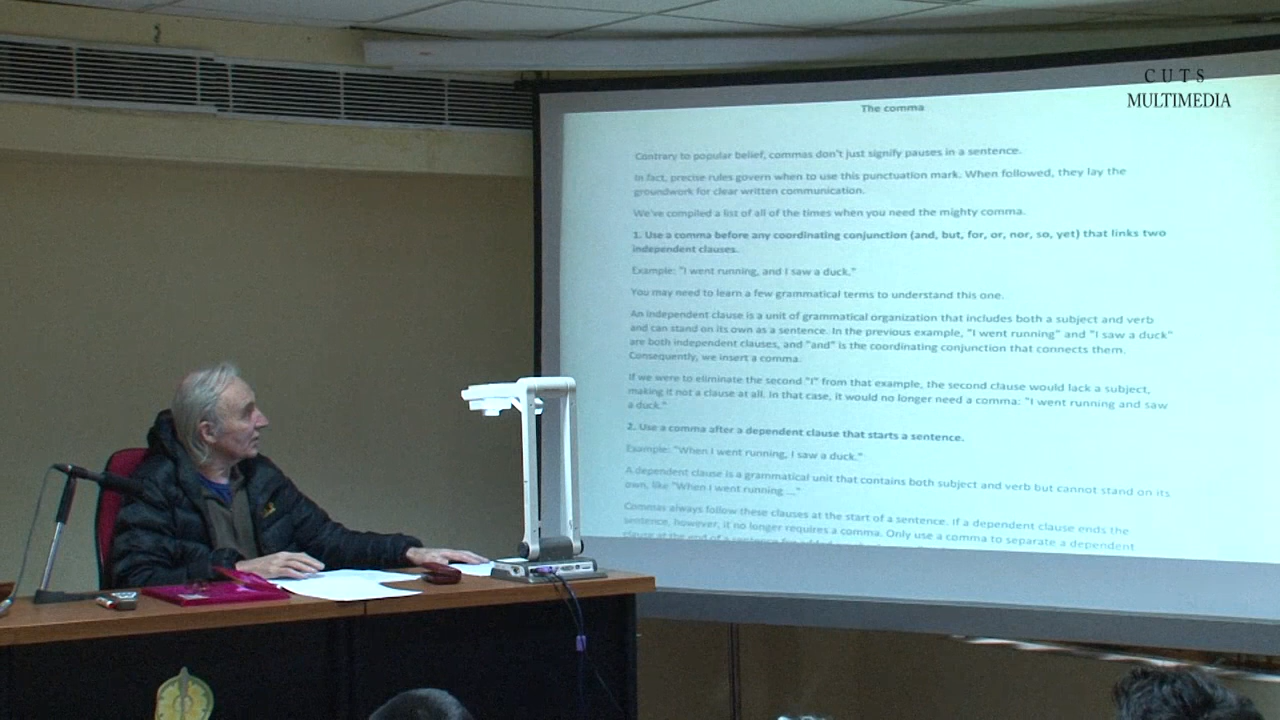 CUTS
MULTIMEDIA
The comma
Contrary to popular belief, commas don't just signify pauses in a sentence.
In fact, precise rules govern when to use this punctuation mark. When followed, they lay the
groundwork for clear written communication.
We've compiled a list of all of the times when you need the mighty comma.
1. Use a comma before any coordinating conjunction (and, but, for, or, nor, so, yet) that links two
independent clauses.
Example: "I went running, and I saw a duck."
You may need to learn a few grammatical terms to understand this one.
An independent clause is a unit of grammatical organization that includes both a subject and verb
and can stand on its own as a sentence. In the previous example, "I went running" and "I saw a duck"
are both independent clauses, and "and" is the coordinating conjunction that connects them.
Consequently, we insert a comma.
If we were to eliminate the second "I" from that example, the second clause would lack a subject,
making it not a clause at all. In that case, it would no longer need a comma: "I went running and saw
a duck."
2. Use a comma after a dependent clause that starts a sentence.
Example: "When I went running, I saw a duck."
A dependent clause is a grammatical unit that contains both subject and verb but cannot stand on its
own, like "When I went running ..."
Commas always follow these clauses at the start of a sentence. If a dependent clause ends the
sentence, however, it no longer requires a comma. Only use a comma to separate a dependent
clause at the end of a sentence for